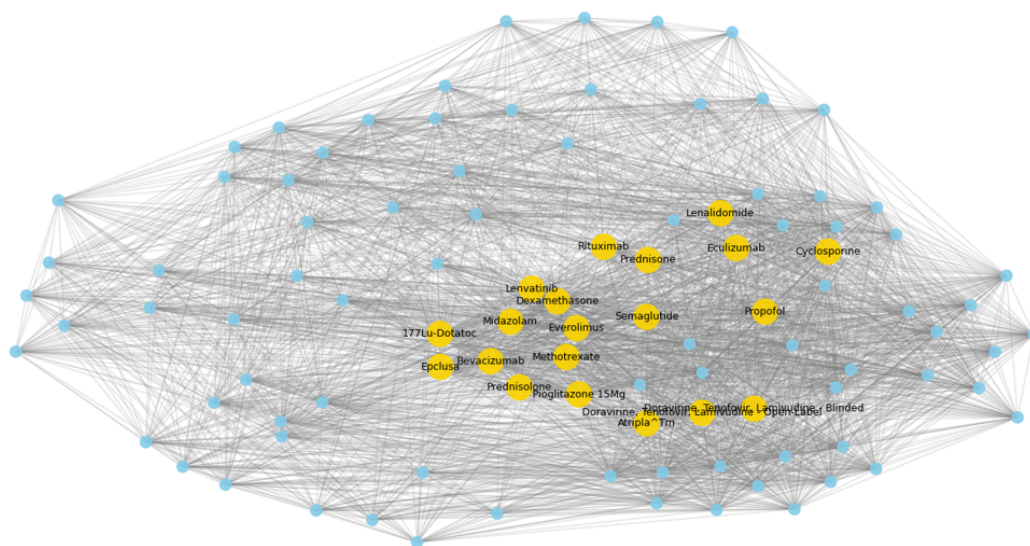 Lenalidomide
Rituximab
Eculizumab
Cyclosporine
Prednisone
Lenvatinib
Dexamethasone
Semaglutide
Propofol
Midazolam
Everolimus
177Lu-Dotatoc
Methotrexate
Bevacizumab
Epclusa
Prednisolone
Pioglitazone 15Mg
Doravirine, Tenofovir, Lamivudine - Blinded
Doravirine, Tenofovir, Lamivudine - Open-Label
Atripla^Tm